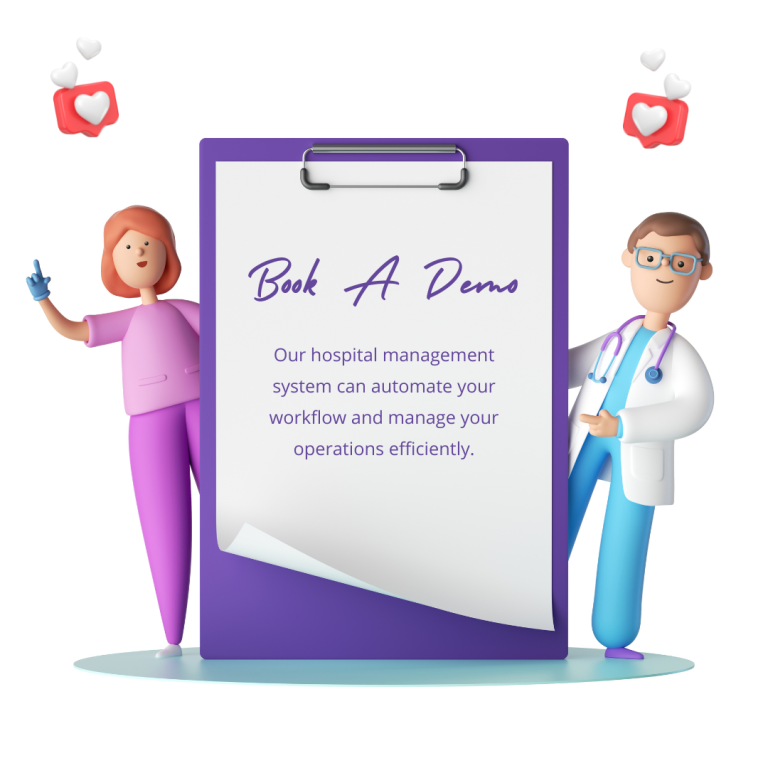 Book A Demo
Our hospital management
system can automate your
workflow and manage your
operations efficiently.